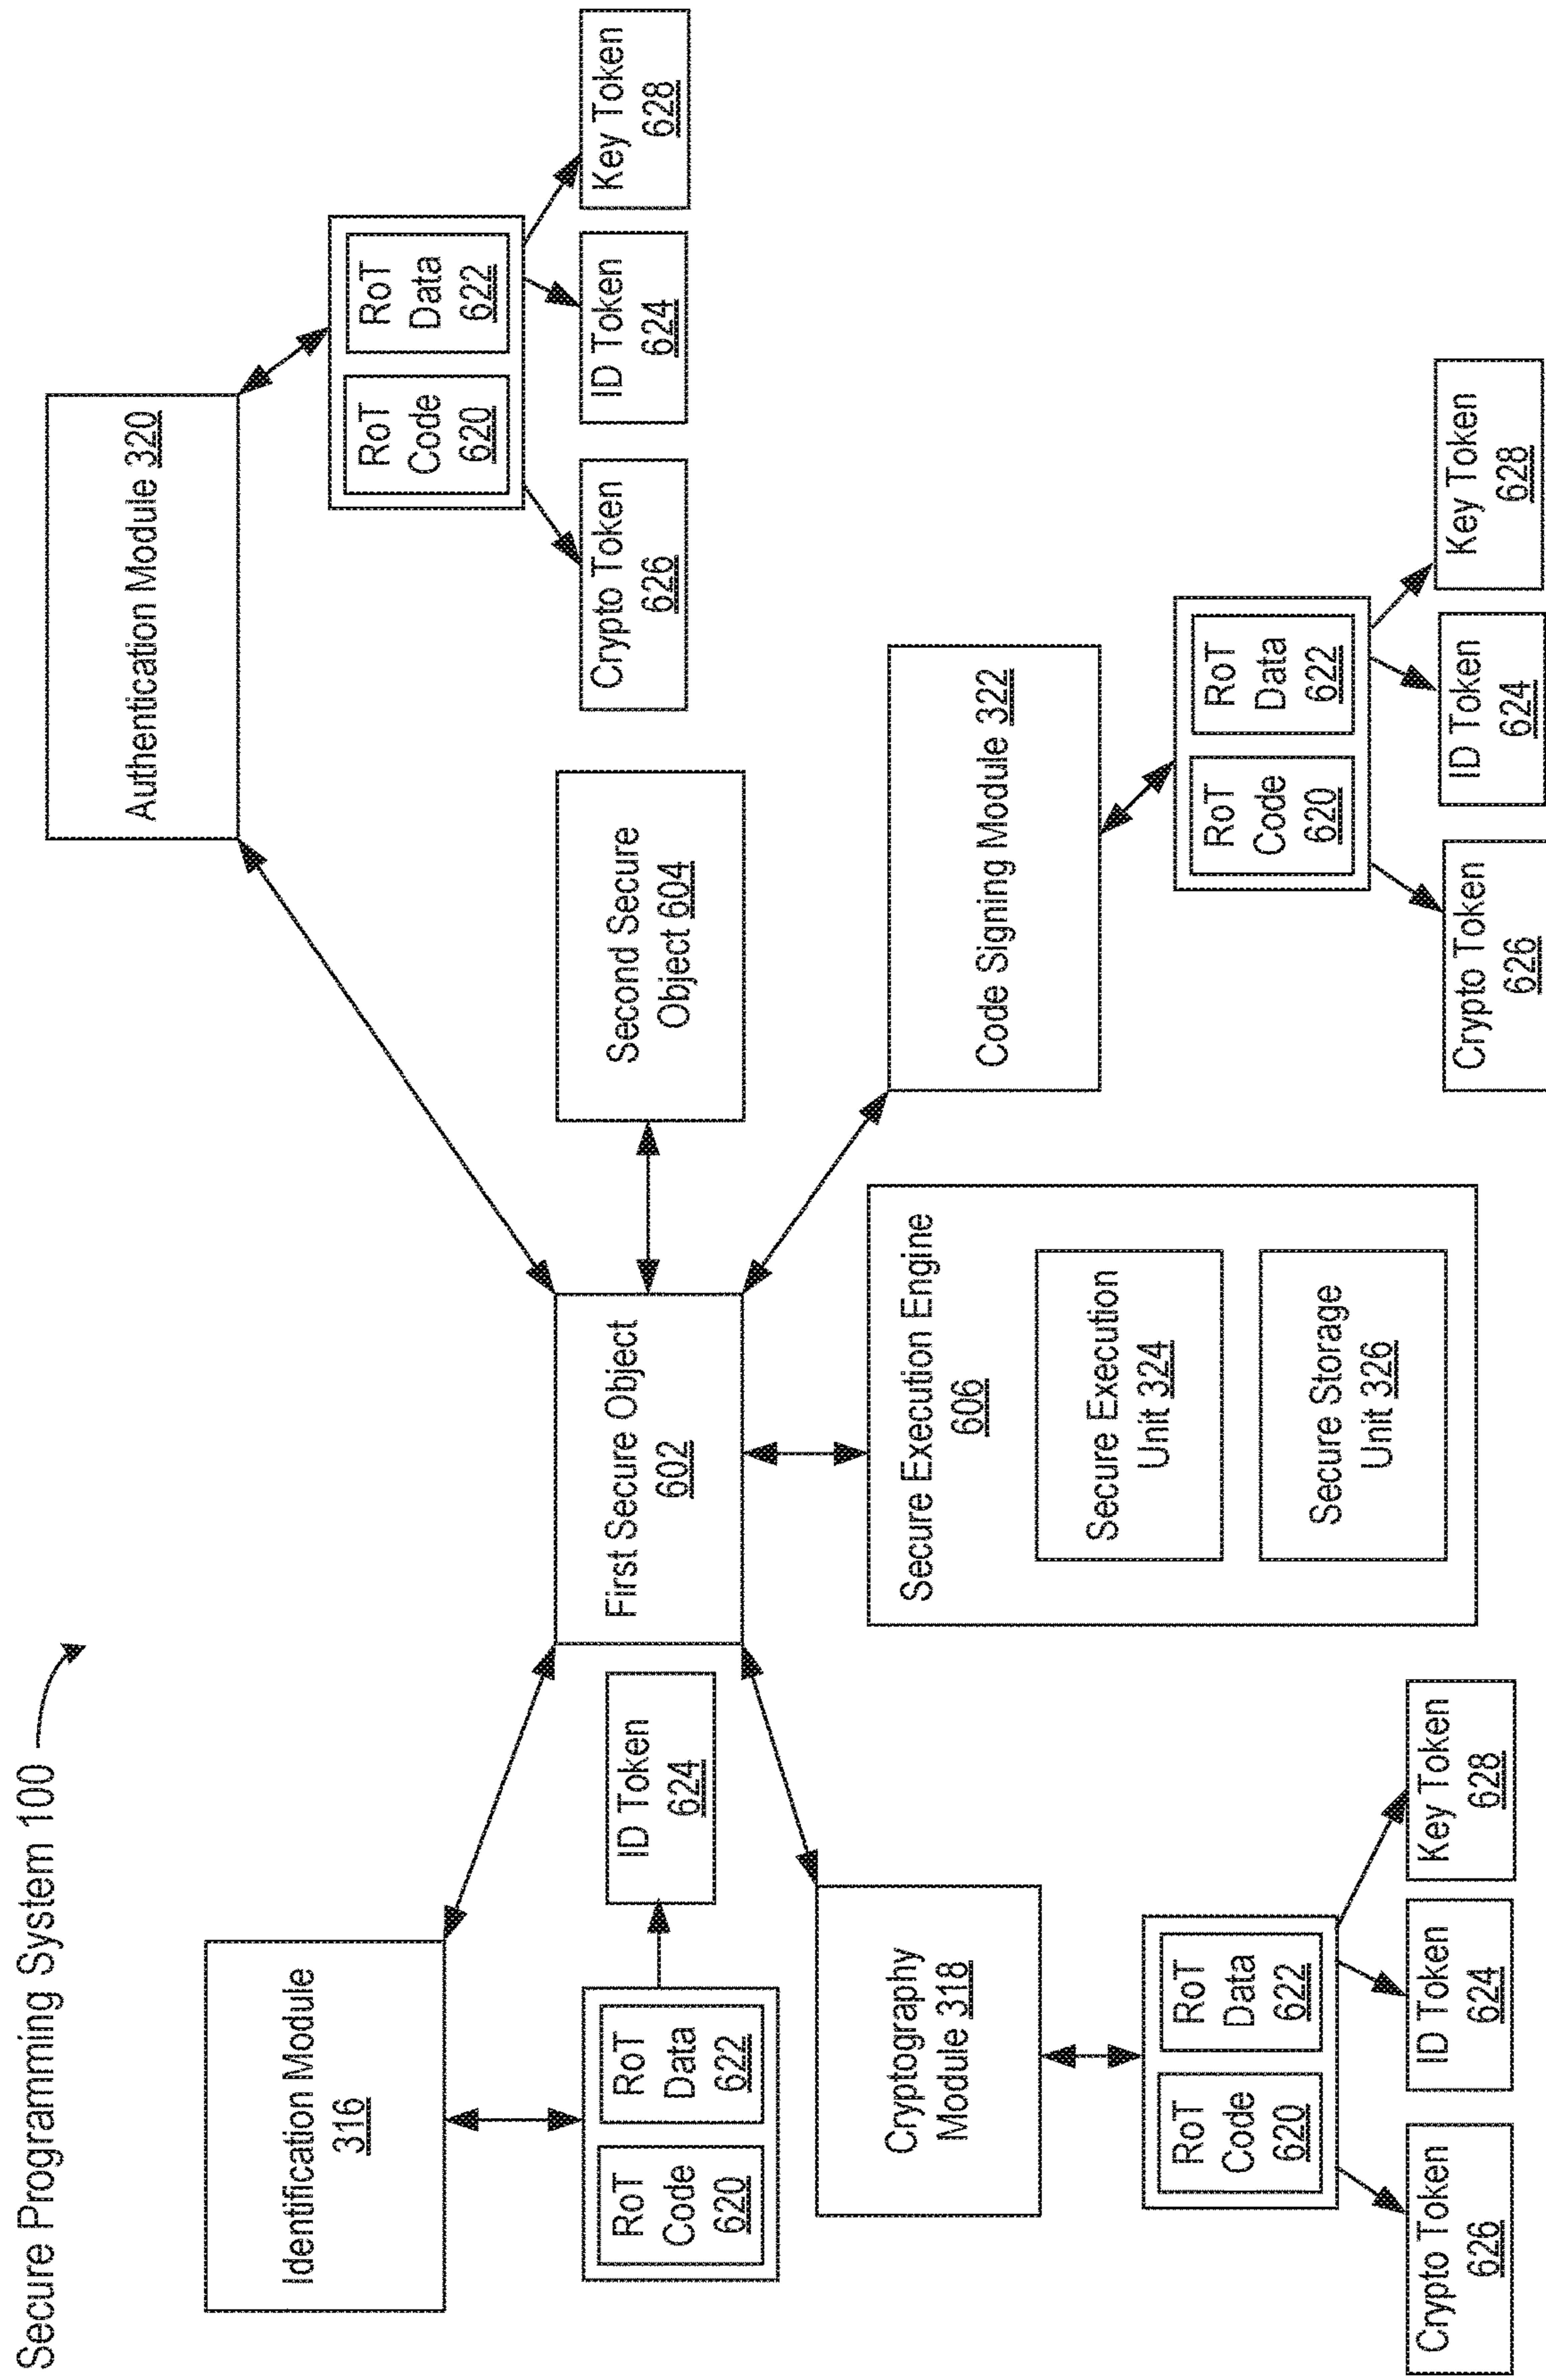 Secure Programming System 100
Identification Module
316
RoT
Code
620
RoT
Data
622
ID Token
624
Cryptography
Module 318
RoT
Code
620
RoT
Data
622
Crypto Token
626
ID Token
624
Key Token
628
First Secure Object
602
Secure Execution Engine
606
Secure Execution
Unit 324
Secure Storage
Unit 326
Second Secure
Object 604
Authentication Module 320
RoT
Code
620
RoT
Data
622
Crypto Token
626
ID Token
624
Key Token
628
Code Signing Module 322
RoT
Code
620
RoT
Data
622
Crypto Token
626
ID Token
624
Key Token
628